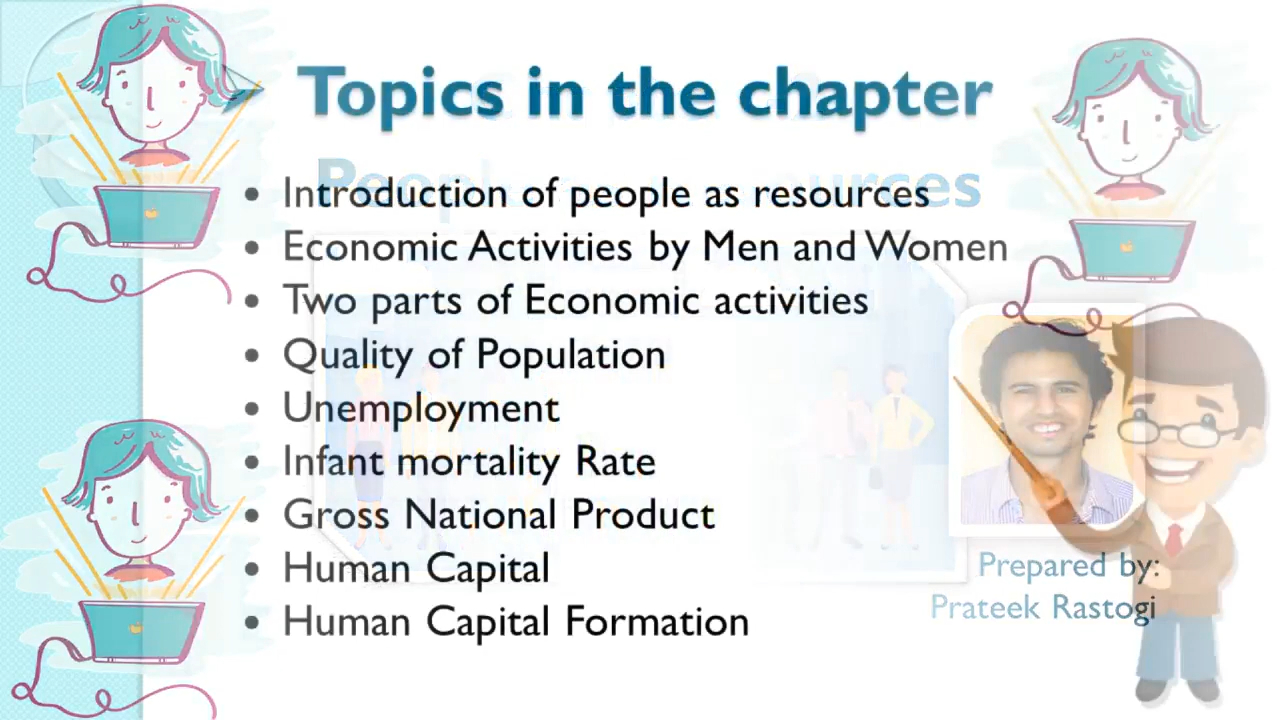 Topics in the chapter
• Introduction of people as resources
• Economic Activities by Men and Women
• Two parts of Economic activities
• Quality of Population
• Unemployment
• Infant mortality Rate
• Gross National Product
• Human Capital
• Human Capital Formation
Prepared by:
Prateek Rastogi